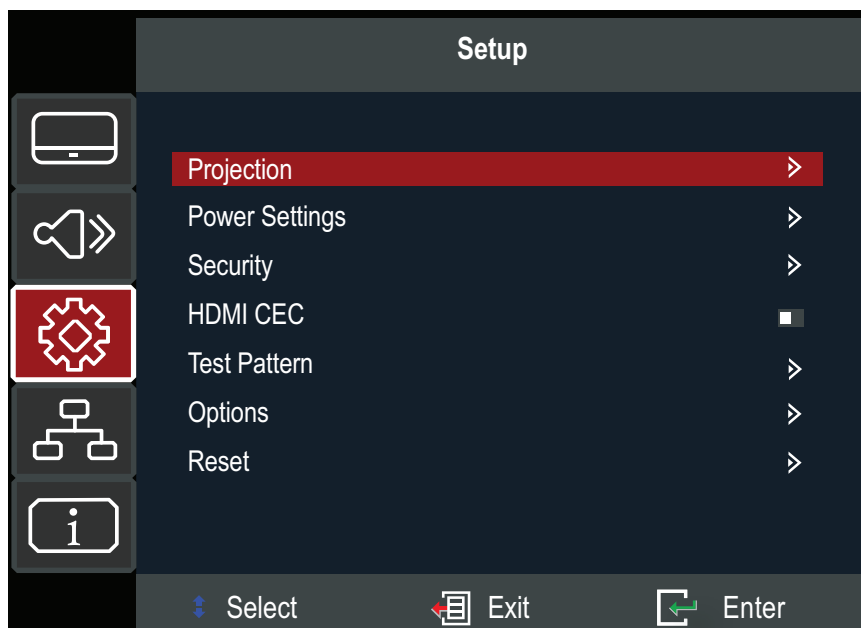 Setup
Projection
Power Settings
Security
HDMI CEC
Test Pattern
Options
Reset
i
Select Exit Enter